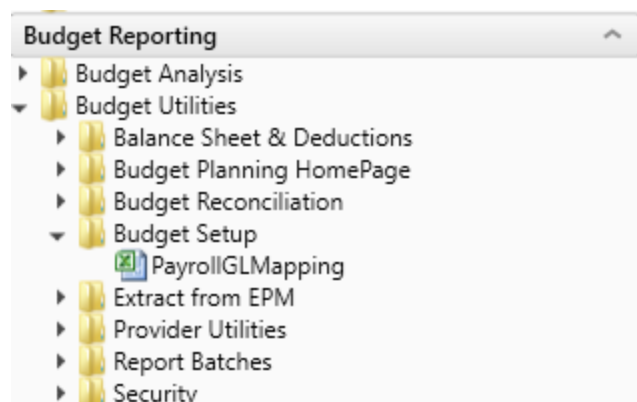 Budget Reporting
Budget Analysis
Budget Utilities
Balance Sheet & Deductions
Budget Planning HomePage
Budget Reconciliation
Budget Setup
PayrollGLMapping
Extract from EPM
Provider Utilities
Report Batches
Security